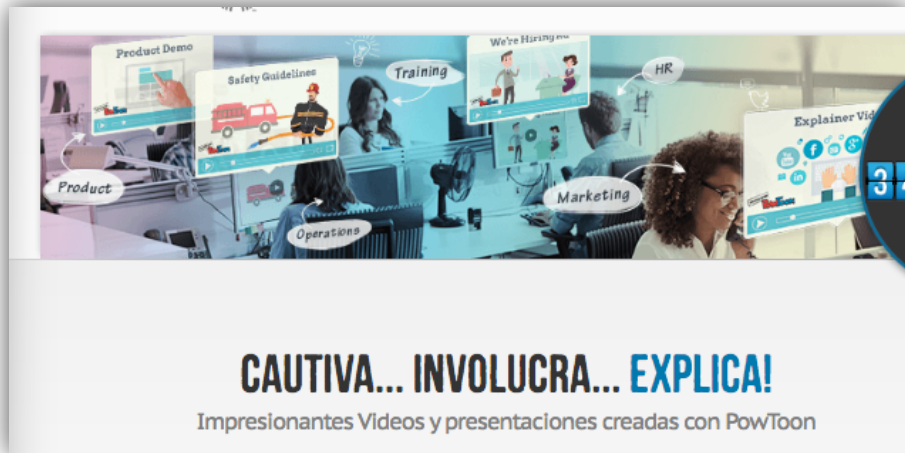 Product Demo
Safety Guidelines
Training
We're Hiring Ad
HR
Explainer
Product
Operations
Marketing
CAUTIVA... INVOLUCRA... EXPLICA!
Impresionantes Videos y presentaciones creadas con PowToon